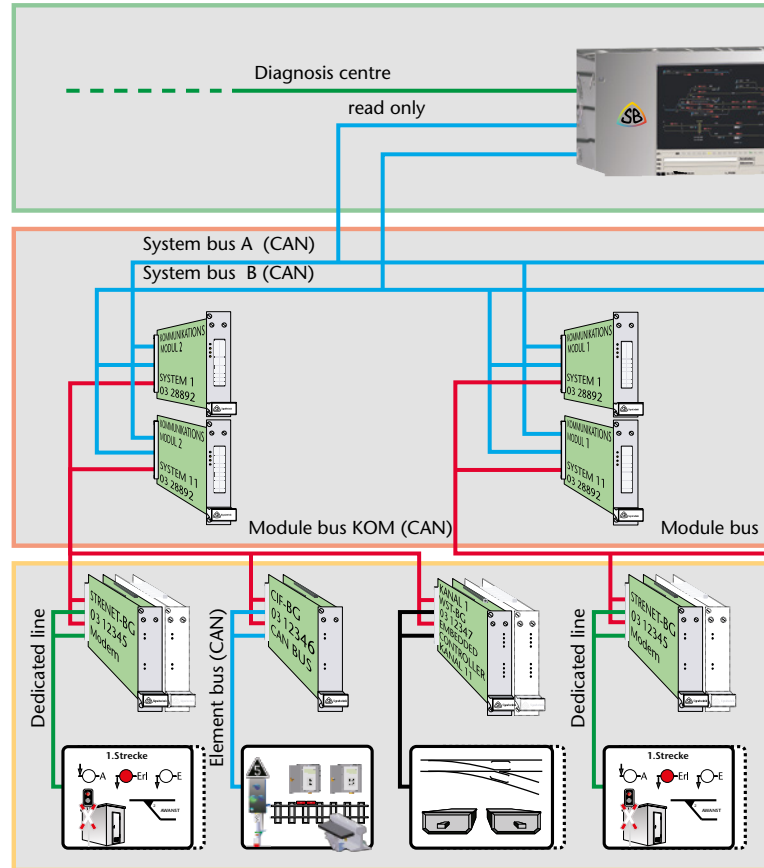 Diagnosis centre
read only
SB
System bus A (CAN)
System bus B (CAN)
KOMMUNIKATIONS
MODUL 2
SYSTEM 1
03 28892
KOMMUNIKATIONS
MODUL 1
SYSTEM 1
03 28892
KOMMUNIKATIONS
MODUL 2
SYSTEM 11
03 28892
KOMMUNIKATIONS
MODUL 1
SYSTEM 11
03 28892
Module bus KOM (CAN)
Module bus
Dedicated line
STRENET-BG
03 12345
Modem
Element bus (CAN)
CIF-BG
03 12346
CAN BUS
KANAL 1
WST-BG
03 12347
EMBEDDED
CONTROLLER
KANAL 11
Dedicated line
STRENET-BG
03 12345
Modem
1.Strecke
A
Erl
E
AWANST
5
1.Strecke
A
Erl
E
AWANST